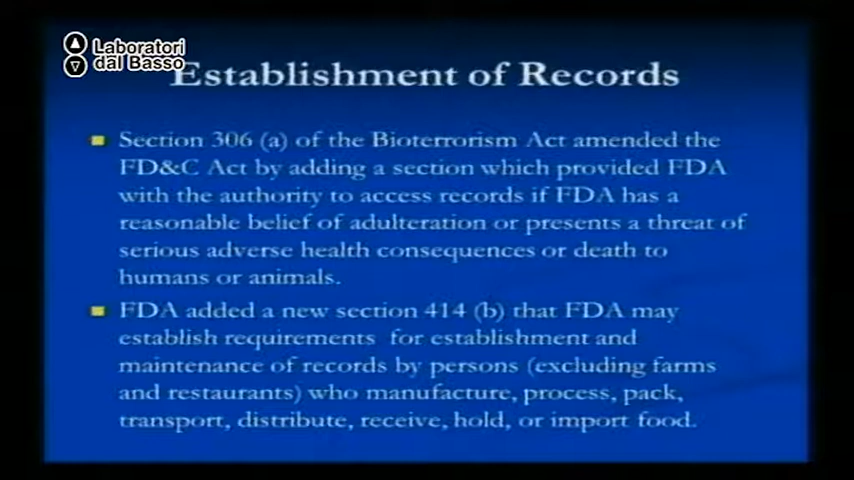 Laboratori
dal Basso
Establishment of Records
Section 306 (a) of the Bioterrorism Act amended the
FD&C Act by adding a section which provided FDA
with the authority to access records if FDA has a
reasonable belief of adulteration or presents a threat of
serious adverse health consequences or death to
humans or animals.
FDA added a new section 414 (b) that FDA may
establish requirements for establishment and
maintenance of records by persons (excluding farms
and restaurants) who manufacture, process, pack,
transport, distribute, receive, hold, or import food.